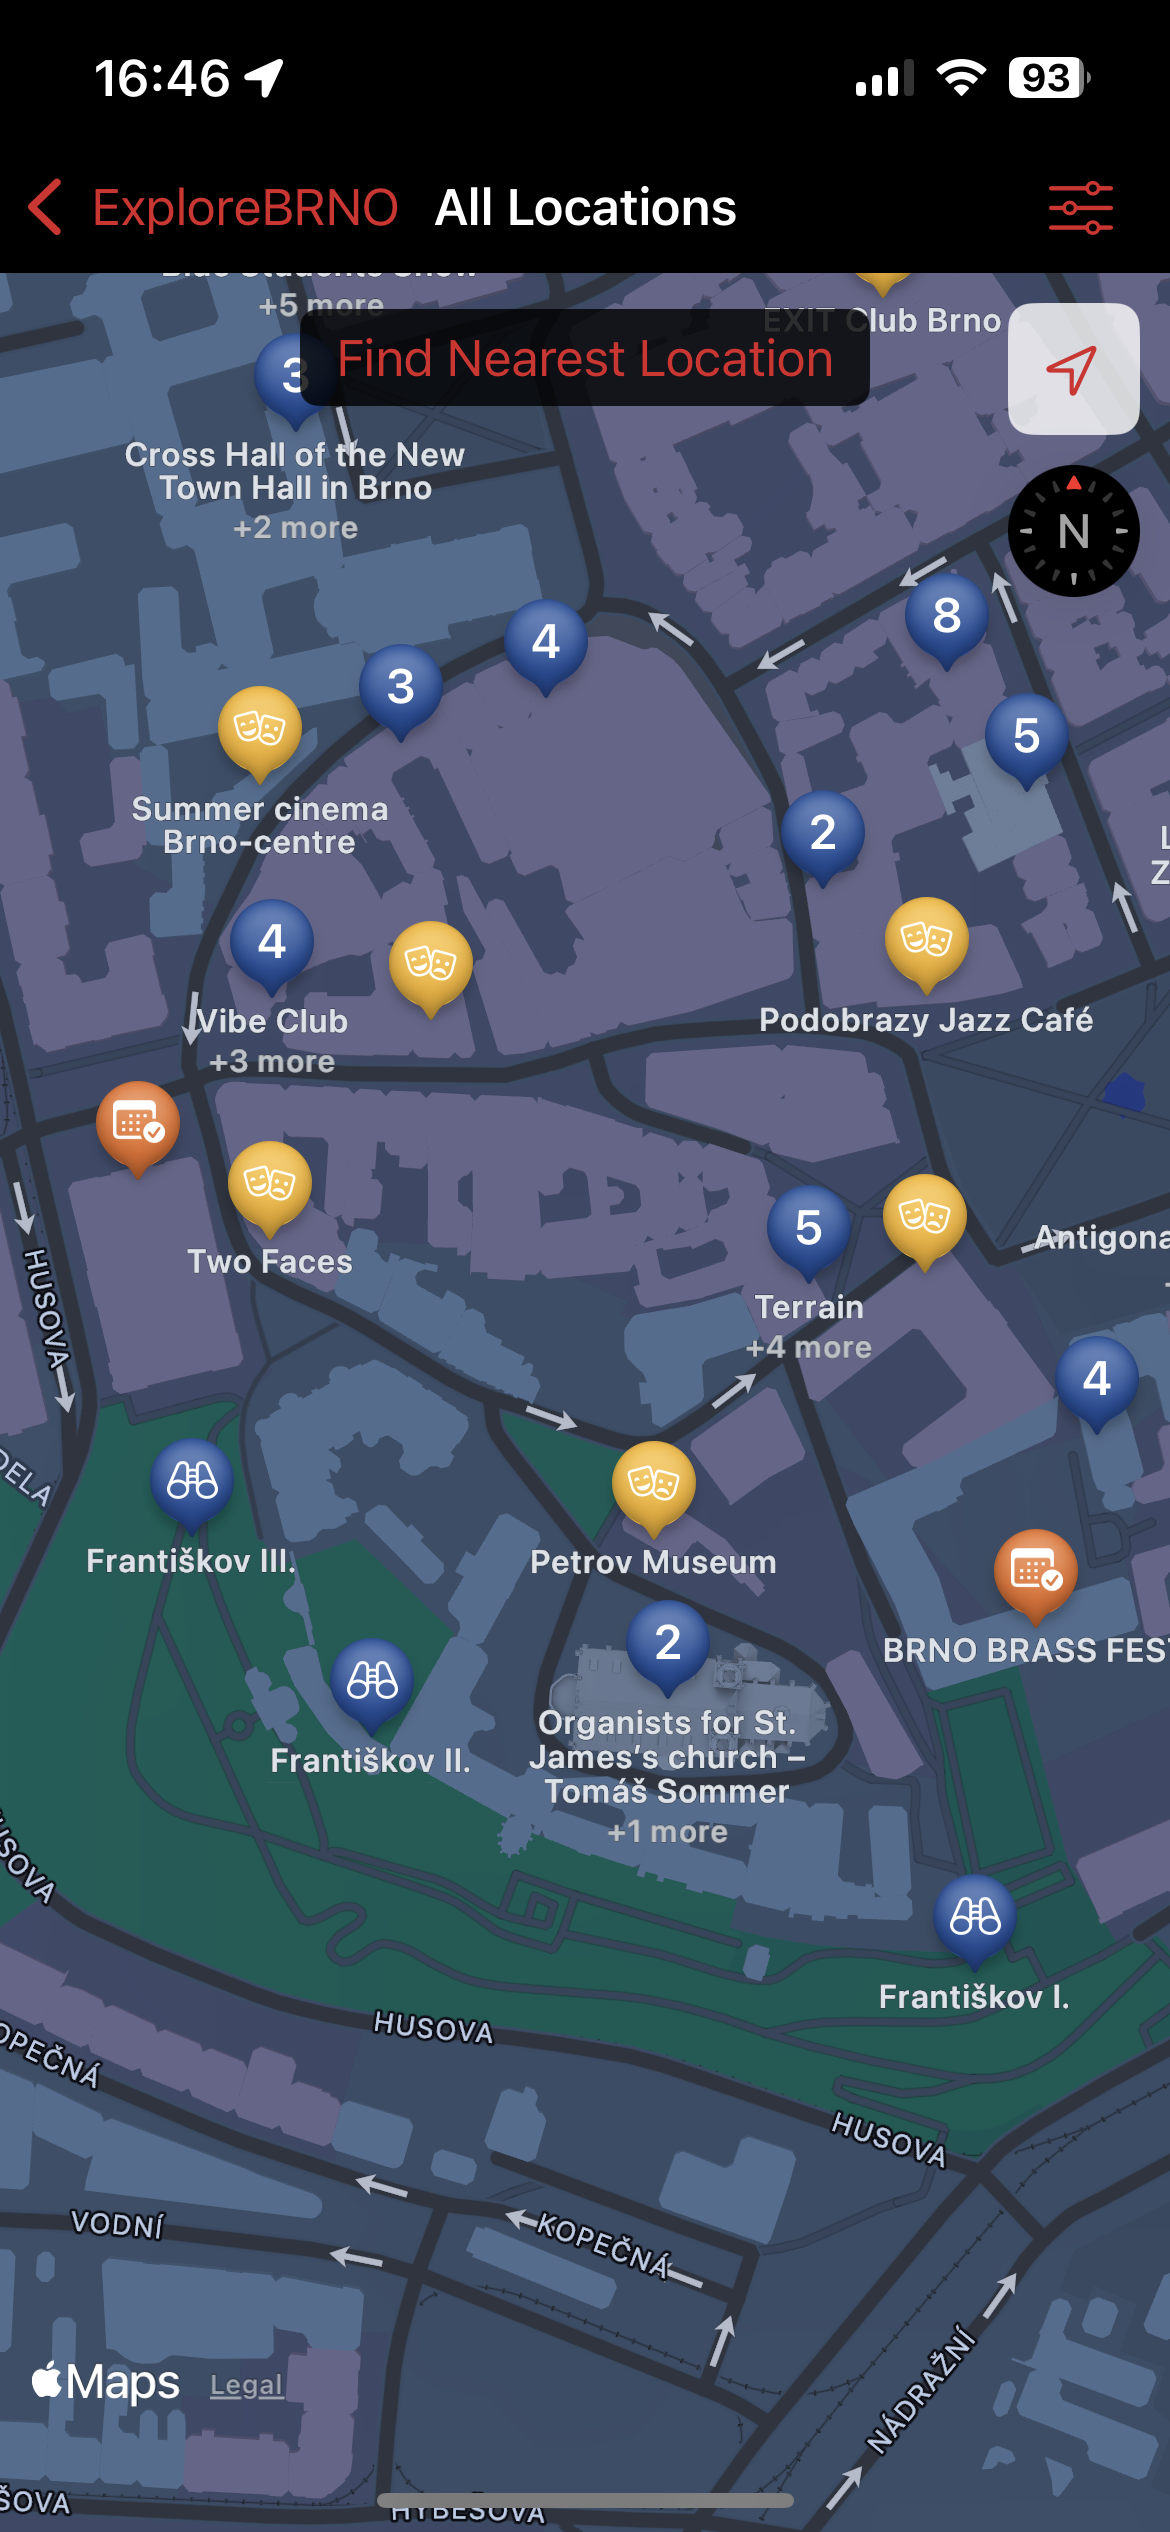 16:46
93
ExploreBRNO
All Locations
+5 more
EXIT Club Brno
Find Nearest Location
3
Cross Hall of the New
Town Hall in Brno
+2 more
N
8
4
3
5
Summer cinema
Brno-centre
2
4
Vibe Club
+3 more
Podobrazy Jazz Café
Two Faces
5
Terrain
+4 more
Antigona
HUSOVA
4
Františkov III.
Petrov Museum
BRNO BRASS FEST
2
Františkov II.
Organists for St.
James's church –
Tomáš Sommer
+1 more
Františkov I.
HUSOVA
HUSOVA
VODNÍ
KOPEČNÁ
NÁDRAŽNÍ
Maps
Legal